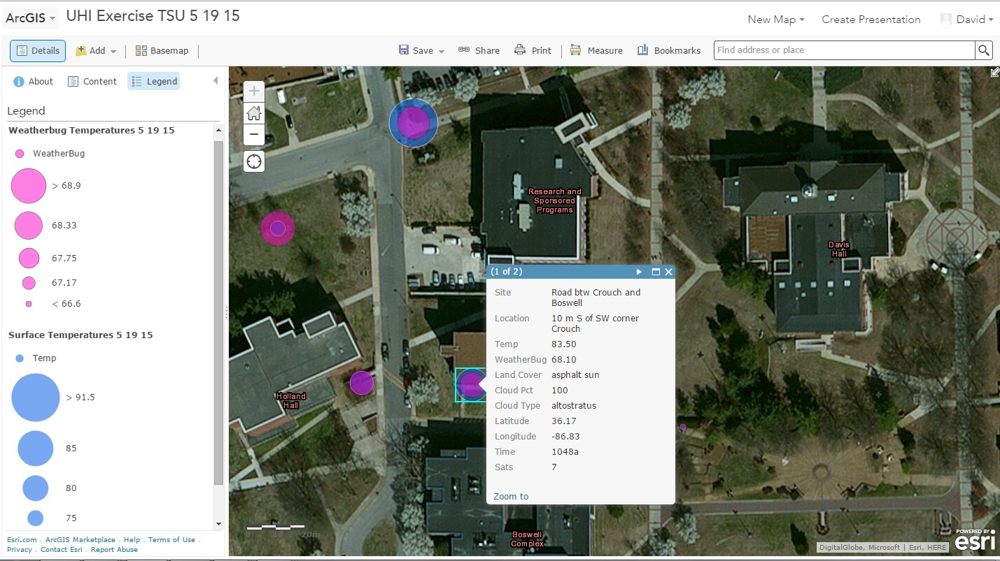 ArcGIS UHI Exercise TSU 5 19 15
New Map Create Presentation David
Details Add Basemap Save Share Print Measure Bookmarks Find address or place
About Content Legend
Legend
Weatherbug Temperatures 5 19 15
WeatherBug
> 68.9
68.33
67.75
67.17
< 66.6
Surface Temperatures 5 19 15
Temp
> 91.5
85
80
75
Esri.com . ArcGIS Marketplace . Help . Terms of Use .
Privacy . Contact Esri . Report Abuse
Research and
Sponsored
Programs
Davis
Hall
(1 of 2)
Site Road btw Crouch and
Boswell
Location 10 m S of SW corner
Crouch
Temp 83.50
WeatherBug 68.10
Land Cover asphalt sun
Cloud Pct 100
Cloud Type altostratus
Latitude 36.17
Longitude -86.83
Time 1048a
Sats 7
Zoom to
Holland
Hall
Boswell
Complex
0 10 20m
DigitalGlobe, Microsoft | Esri, HERE
POWERED BY
esri